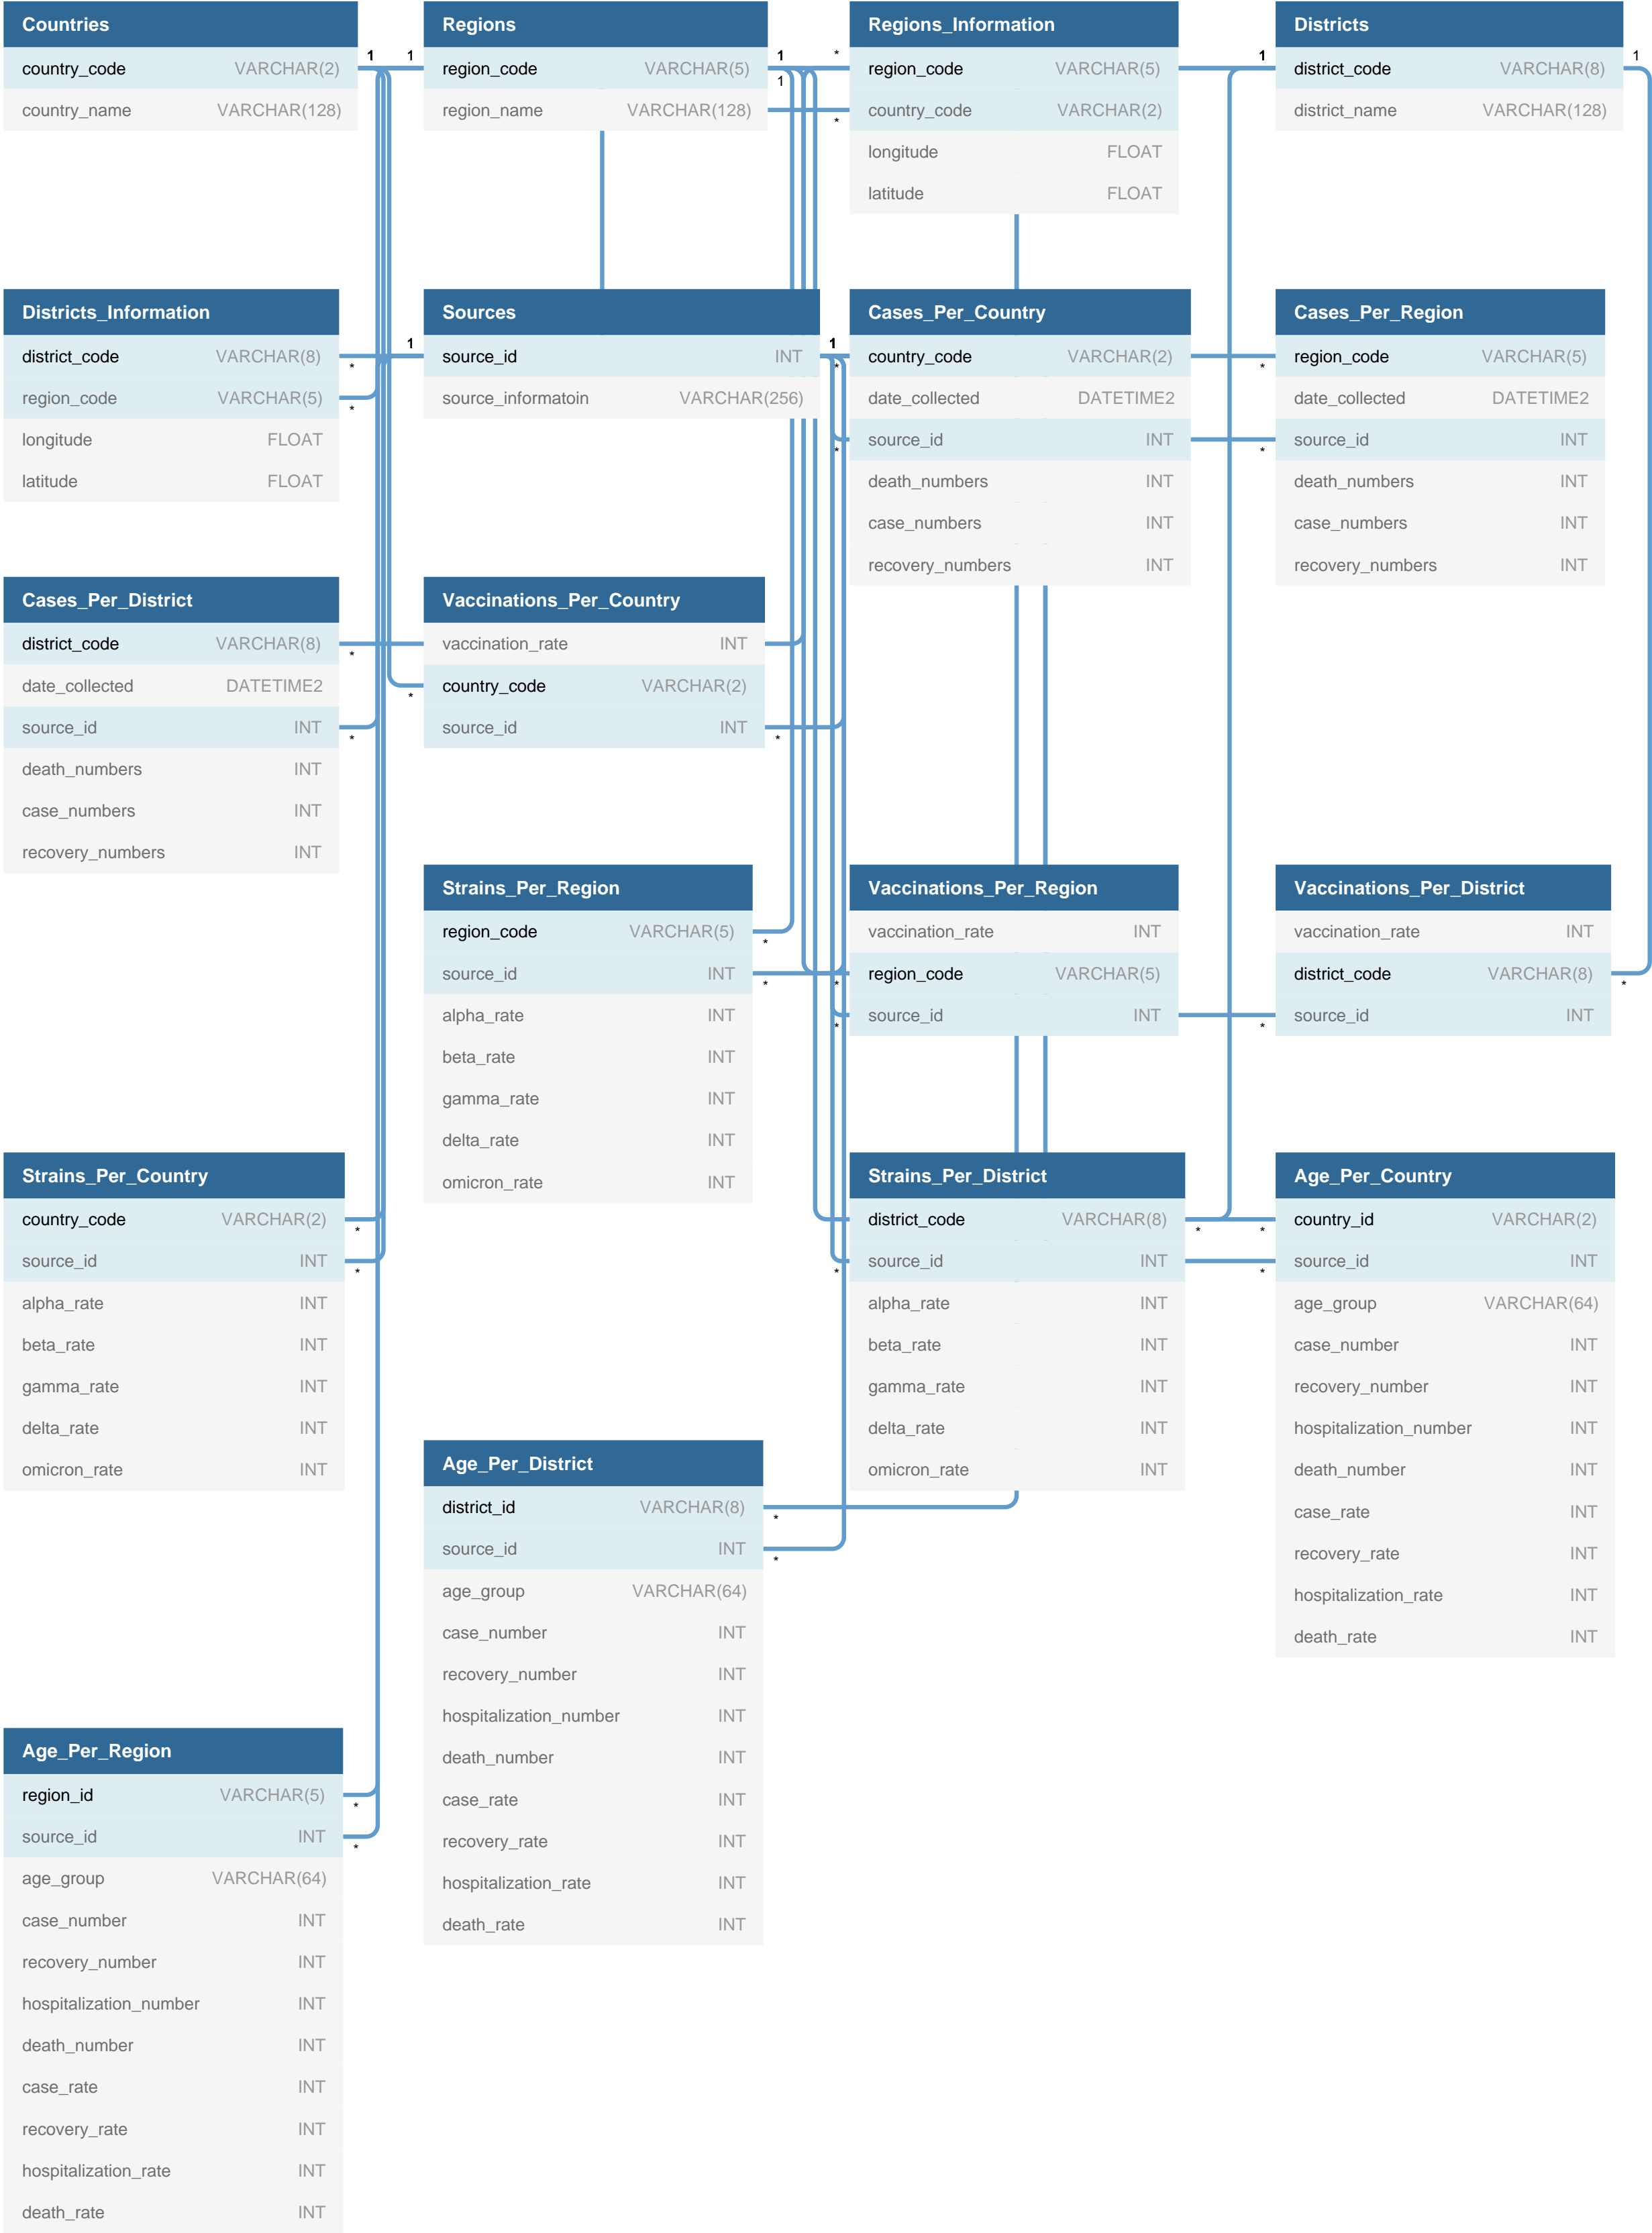 Countries
country_code VARCHAR(2)
country_name VARCHAR(128)
1
1
Regions
region_code VARCHAR(5)
region_name VARCHAR(128)
1
1
*
*
Regions_Information
region_code VARCHAR(5)
country_code VARCHAR(2)
longitude FLOAT
latitude FLOAT
1
Districts
district_code VARCHAR(8)
district_name VARCHAR(128)
1
Districts_Information
district_code VARCHAR(8)
region_code VARCHAR(5)
longitude FLOAT
latitude FLOAT
*
*
1
Sources
source_id INT
source_informatoin VARCHAR(256)
1
*
*
Cases_Per_Country
country_code VARCHAR(2)
date_collected DATETIME2
source_id INT
death_numbers INT
case_numbers INT
recovery_numbers INT
*
*
Cases_Per_Region
region_code VARCHAR(5)
date_collected DATETIME2
source_id INT
death_numbers INT
case_numbers INT
recovery_numbers INT
Cases_Per_District
district_code VARCHAR(8)
date_collected DATETIME2
source_id INT
death_numbers INT
case_numbers INT
recovery_numbers INT
*
*
*
Vaccinations_Per_Country
vaccination_rate INT
country_code VARCHAR(2)
source_id INT
*
Strains_Per_Region
region_code VARCHAR(5)
source_id INT
alpha_rate INT
beta_rate INT
gamma_rate INT
delta_rate INT
omicron_rate INT
*
*
*
*
Vaccinations_Per_Region
vaccination_rate INT
region_code VARCHAR(5)
source_id INT
*
Vaccinations_Per_District
vaccination_rate INT
district_code VARCHAR(8)
source_id INT
*
Strains_Per_Country
country_code VARCHAR(2)
source_id INT
alpha_rate INT
beta_rate INT
gamma_rate INT
delta_rate INT
omicron_rate INT
*
*
*
Strains_Per_District
district_code VARCHAR(8)
source_id INT
alpha_rate INT
beta_rate INT
gamma_rate INT
delta_rate INT
omicron_rate INT
*
*
*
Age_Per_Country
country_id VARCHAR(2)
source_id INT
age_group VARCHAR(64)
case_number INT
recovery_number INT
hospitalization_number INT
death_number INT
case_rate INT
recovery_rate INT
hospitalization_rate INT
death_rate INT
Age_Per_District
district_id VARCHAR(8)
source_id INT
age_group VARCHAR(64)
case_number INT
recovery_number INT
hospitalization_number INT
death_number INT
case_rate INT
recovery_rate INT
hospitalization_rate INT
death_rate INT
*
*
Age_Per_Region
region_id VARCHAR(5)
source_id INT
age_group VARCHAR(64)
case_number INT
recovery_number INT
hospitalization_number INT
death_number INT
case_rate INT
recovery_rate INT
hospitalization_rate INT
death_rate INT
*
*